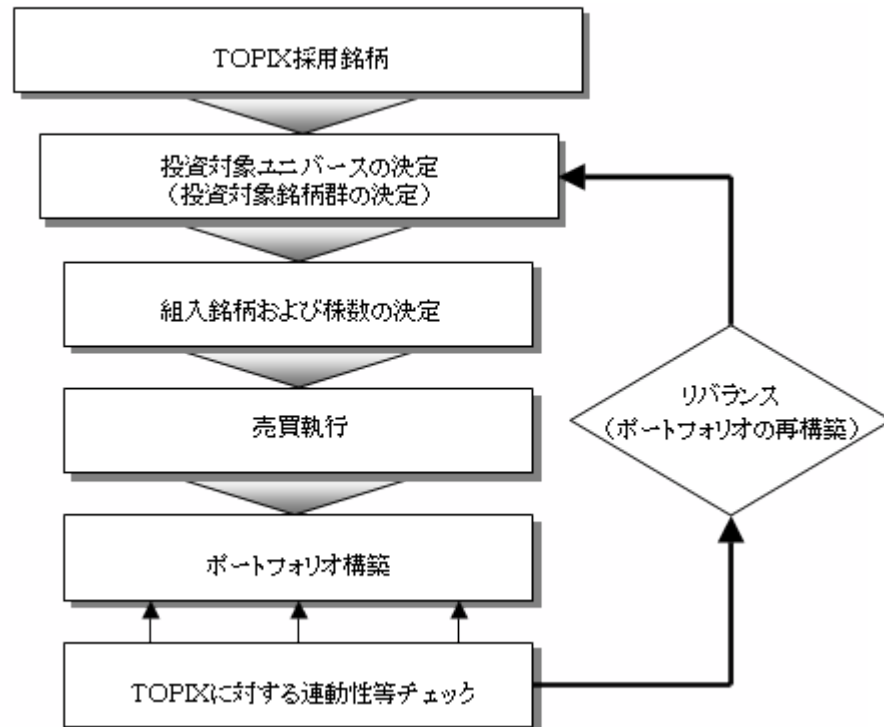 TOPIX採用銘柄
投資対象ユニバースの決定
（投資対象銘柄群の決定）
組入銘柄および株数の決定
売買執行
ポートフォリオ構築
TOPIXに対する連動性等チェック
リバランス
（ポートフォリオの再構築）